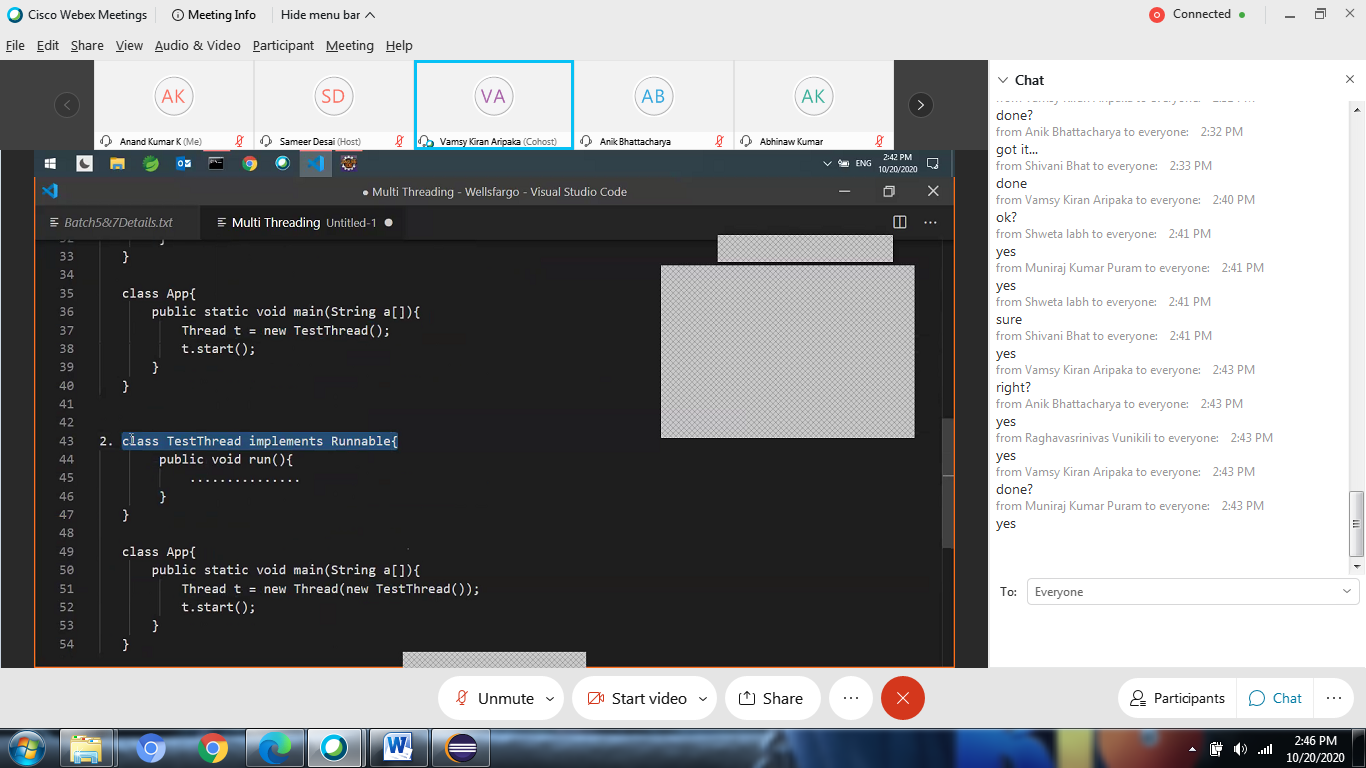 Cisco Webex Meetings
Meeting Info
Hide menu bar
Connected
File Edit Share View Audio & Video Participant Meeting Help
AK
SD
VA
AB
AK
Anand Kumar K (Me)
Sameer Desai (Host)
Vamsy Kiran Aripaka (Cohost)
Anik Bhattacharya
Abhinaw Kumar
ENG
2:42 PM
10/20/2020
● Multi Threading - Wellsfargo - Visual Studio Code
Batch5&7Details.txt
Multi Threading Untitled-1
32 }
33 }
34
35 class App{
36 public static void main(String a[]){
37 Thread t = new TestThread();
38 t.start();
39 }
40 }
41
42
43 2. class TestThread implements Runnable{
44 public void run(){
45 ...............
46 }
47 }
48
49 class App{
50 public static void main(String a[]){
51 Thread t = new Thread(new TestThread());
52 t.start();
53 }
54 }
Chat
from Vamsy Kiran Aripaka to everyone: 2:32 PM
done?
from Anik Bhattacharya to everyone: 2:32 PM
got it...
from Shivani Bhat to everyone: 2:33 PM
done
from Vamsy Kiran Aripaka to everyone: 2:40 PM
ok?
from Shweta labh to everyone: 2:41 PM
yes
from Muniraj Kumar Puram to everyone: 2:41 PM
yes
from Shweta labh to everyone: 2:41 PM
sure
from Shivani Bhat to everyone: 2:41 PM
yes
from Vamsy Kiran Aripaka to everyone: 2:43 PM
right?
from Anik Bhattacharya to everyone: 2:43 PM
yes
from Raghavasrinivas Vunikili to everyone: 2:43 PM
yes
from Vamsy Kiran Aripaka to everyone: 2:43 PM
done?
from Muniraj Kumar Puram to everyone: 2:43 PM
yes
To: Everyone
Unmute
Start video
Share
Participants
Chat
2:46 PM
10/20/2020